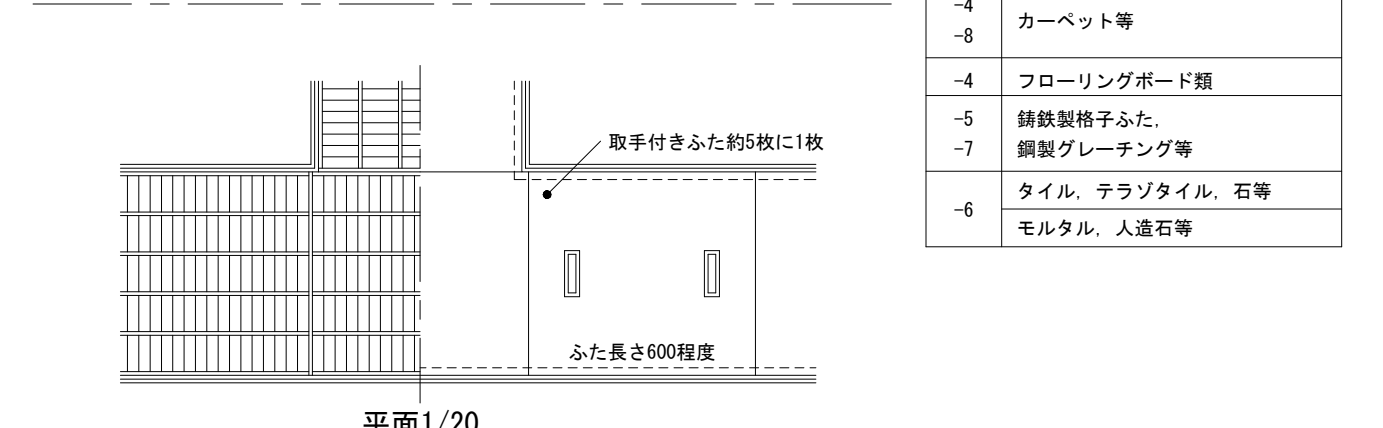 取手付きふた約5枚に1枚
ふた長さ600程度
平面1/20
-4
-8
カーペット等
-4 フローリングボード類
-5
-7
鋳鉄製格子ふた,
鋼製グレーチング等
-6
タイル, テラゾタイル, 石等
モルタル, 人造石等